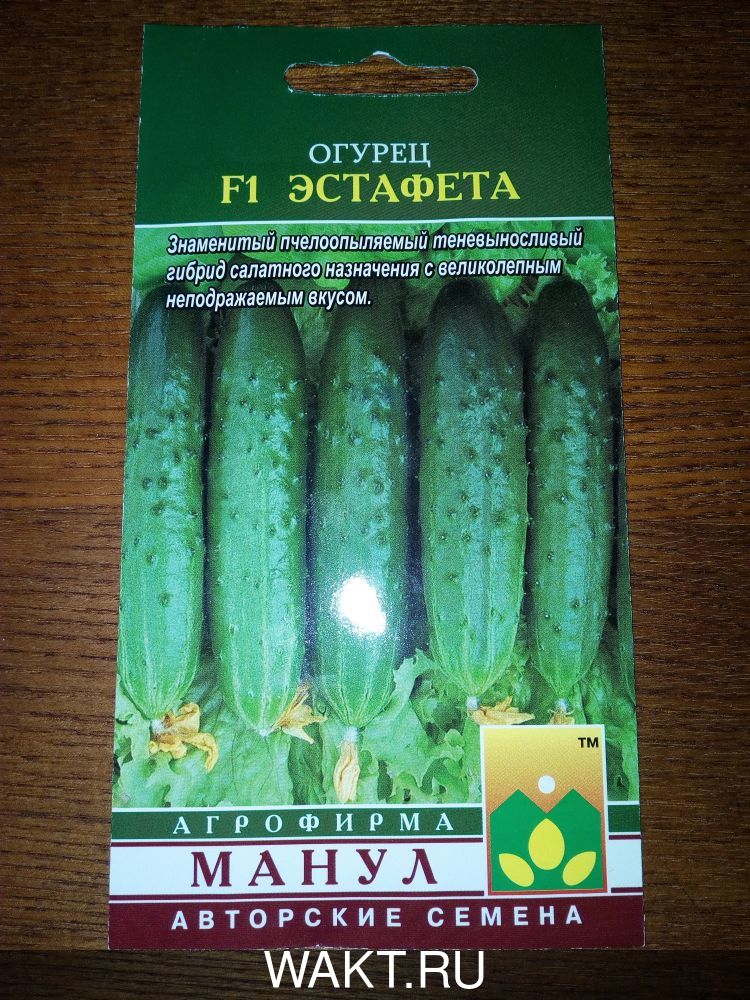 ОГУРЕЦ
F1 ЭСТАФЕТА
Знаменитый пчелоопыляемый теневыносливый
гибрид салатного назначения с великолепным
неподражаемым вкусом.
TM
АГРОФИРМА
МАНУЛ
АВТОРСКИЕ СЕМЕНА
WAKT.RU